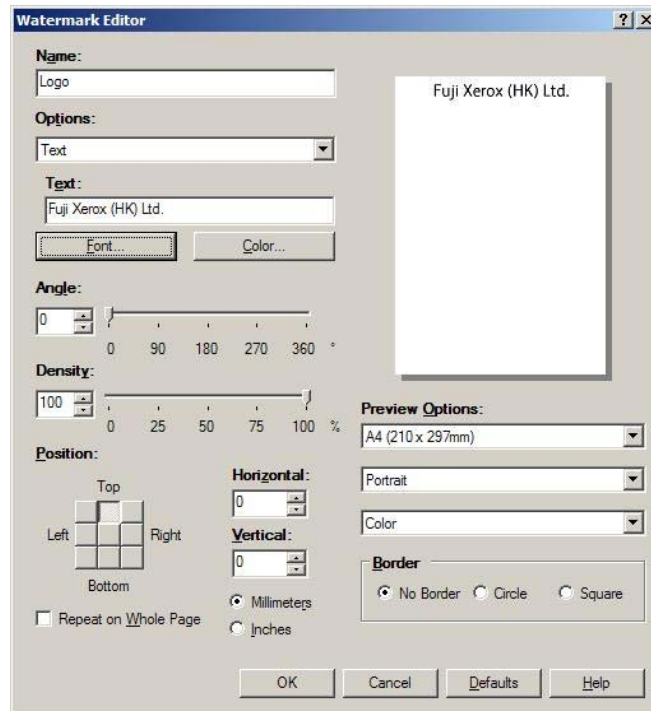 Watermark Editor
Name:
Logo
Options:
Text
Text:
Fuji Xerox (HK) Ltd.
Font... Color...
Angle:
0
0 90 180 270 360 °
Density:
100
0 25 50 75 100 %
Position:
Top
Left Right
Bottom
Repeat on Whole Page
Horizontal:
0
Vertical:
0
Millimeters
Inches
Fuji Xerox (HK) Ltd.
Preview Options:
A4 (210 x 297mm)
Portrait
Color
Border
No Border Circle Square
OK Cancel Defaults Help